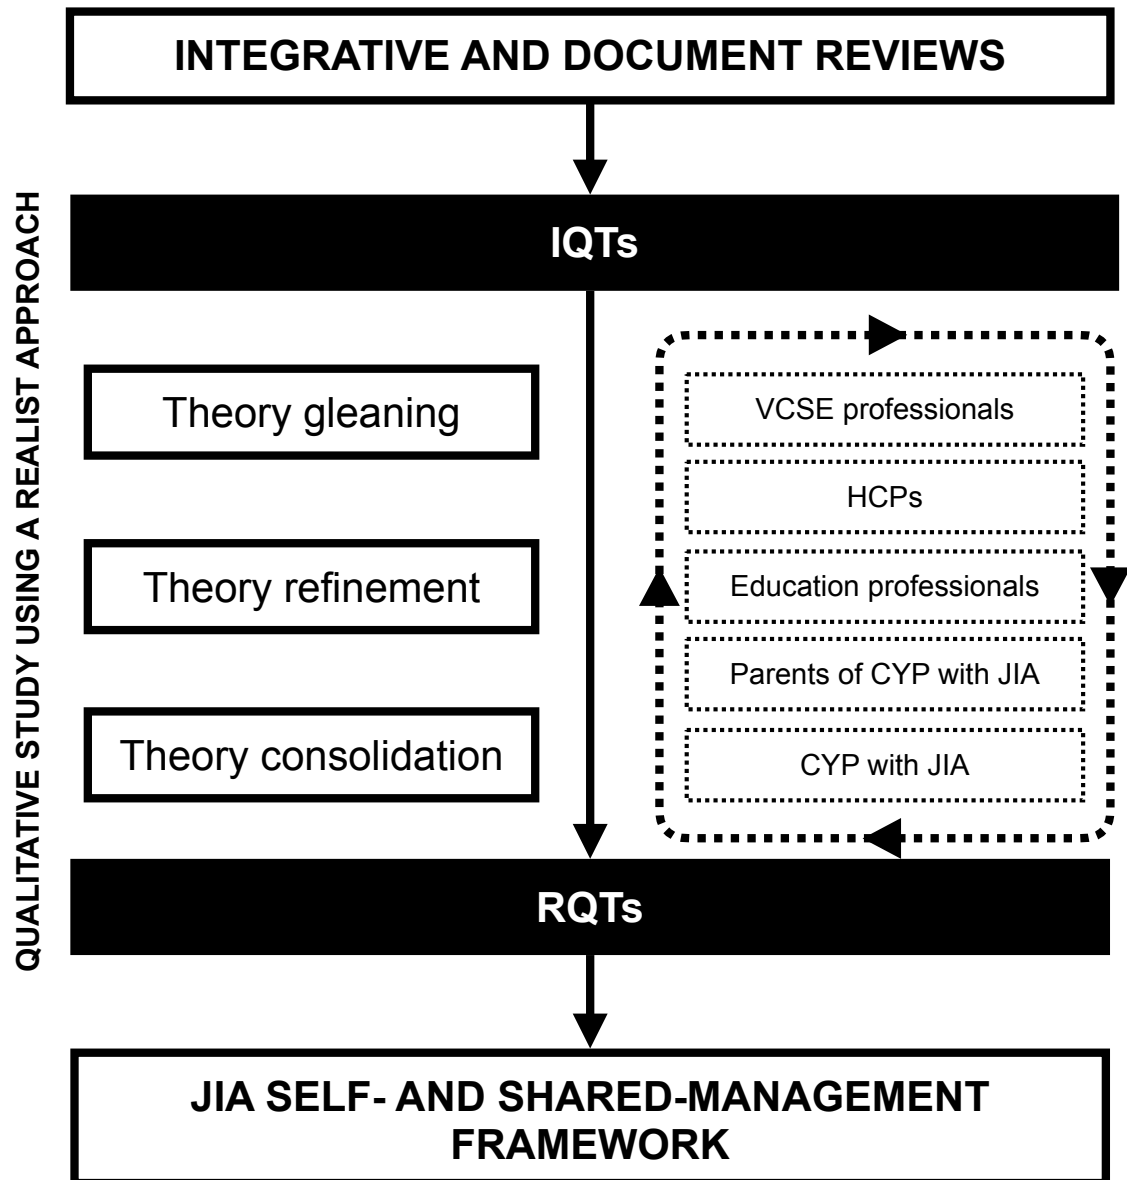 INTEGRATIVE AND DOCUMENT REVIEWS
QUALITATIVE STUDY USING A REALIST APPROACH
IQTs
Theory gleaning
Theory refinement
Theory consolidation
VCSE professionals
HCPs
Education professionals
Parents of CYP with JIA
CYP with JIA
RQTs
JIA SELF- AND SHARED-MANAGEMENT
FRAMEWORK